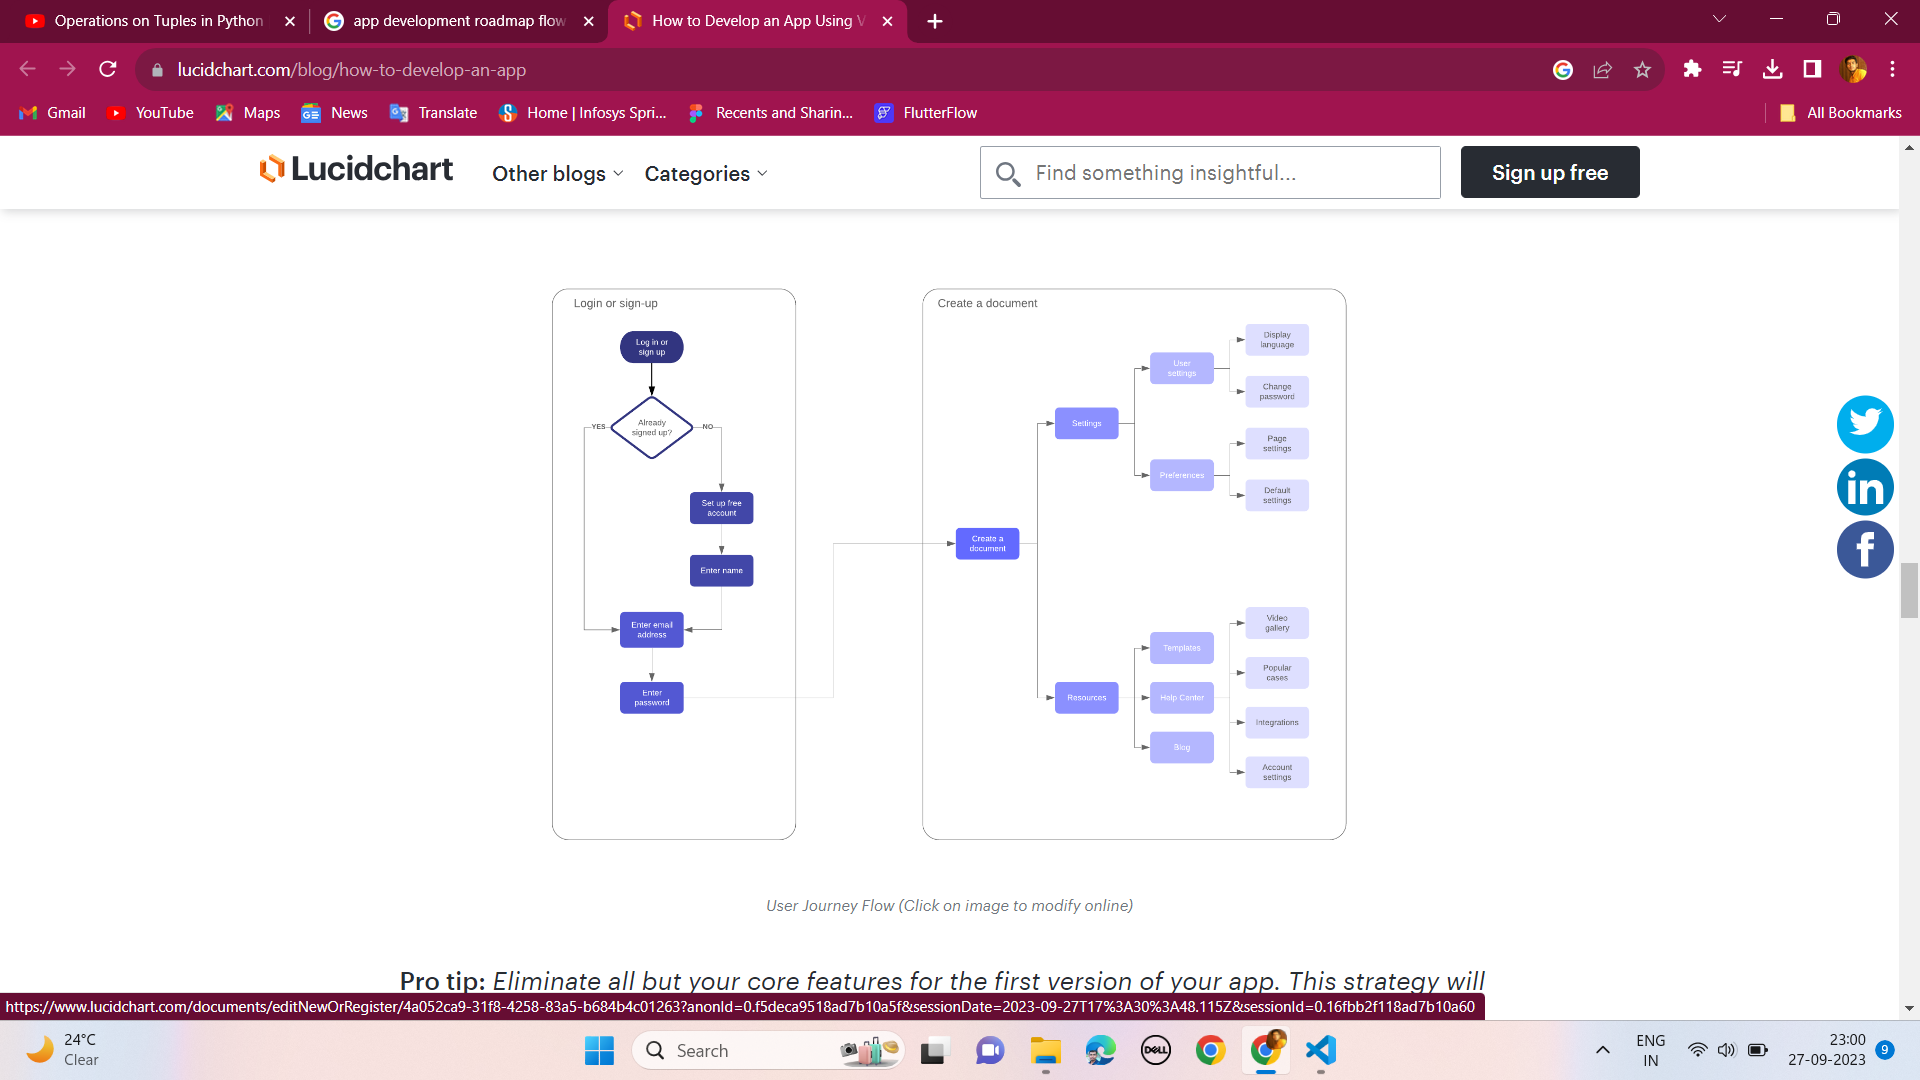 Operations on Tuples in Python
app development roadmap flow
How to Develop an App Using V
lucidchart.com/blog/how-to-develop-an-app
Gmail
YouTube
Maps
News
Translate
Home | Infosys Spri...
Recents and Sharin...
FlutterFlow
All Bookmarks
Lucidchart
Other blogs
Categories
Find something insightful...
Sign up free
Login or sign-up
Log in or
sign up
Already
signed up?
YES
NO
Set up free
account
Enter name
Enter email
address
Enter
password
Create a document
Create a
document
Settings
User
settings
Display
language
Change
password
Preferences
Page
settings
Default
settings
Resources
Templates
Help Center
Blog
Video
gallery
Popular
cases
Integrations
Account
settings
in
f
User Journey Flow (Click on image to modify online)
Pro tip: Eliminate all but your core features for the first version of your app. This strategy will
https://www.lucidchart.com/documents/editNewOrRegister/4a052ca9-31f8-4258-83a5-b684b4c01263?anonId=0.f5deca9518ad7b10a5f&sessionDate=2023-09-27T17%3A30%3A48.115Z&sessionId=0.16fbb2f118ad7b10a60
24°C
Clear
Search
DELL
ENG
IN
23:00
27-09-2023
9